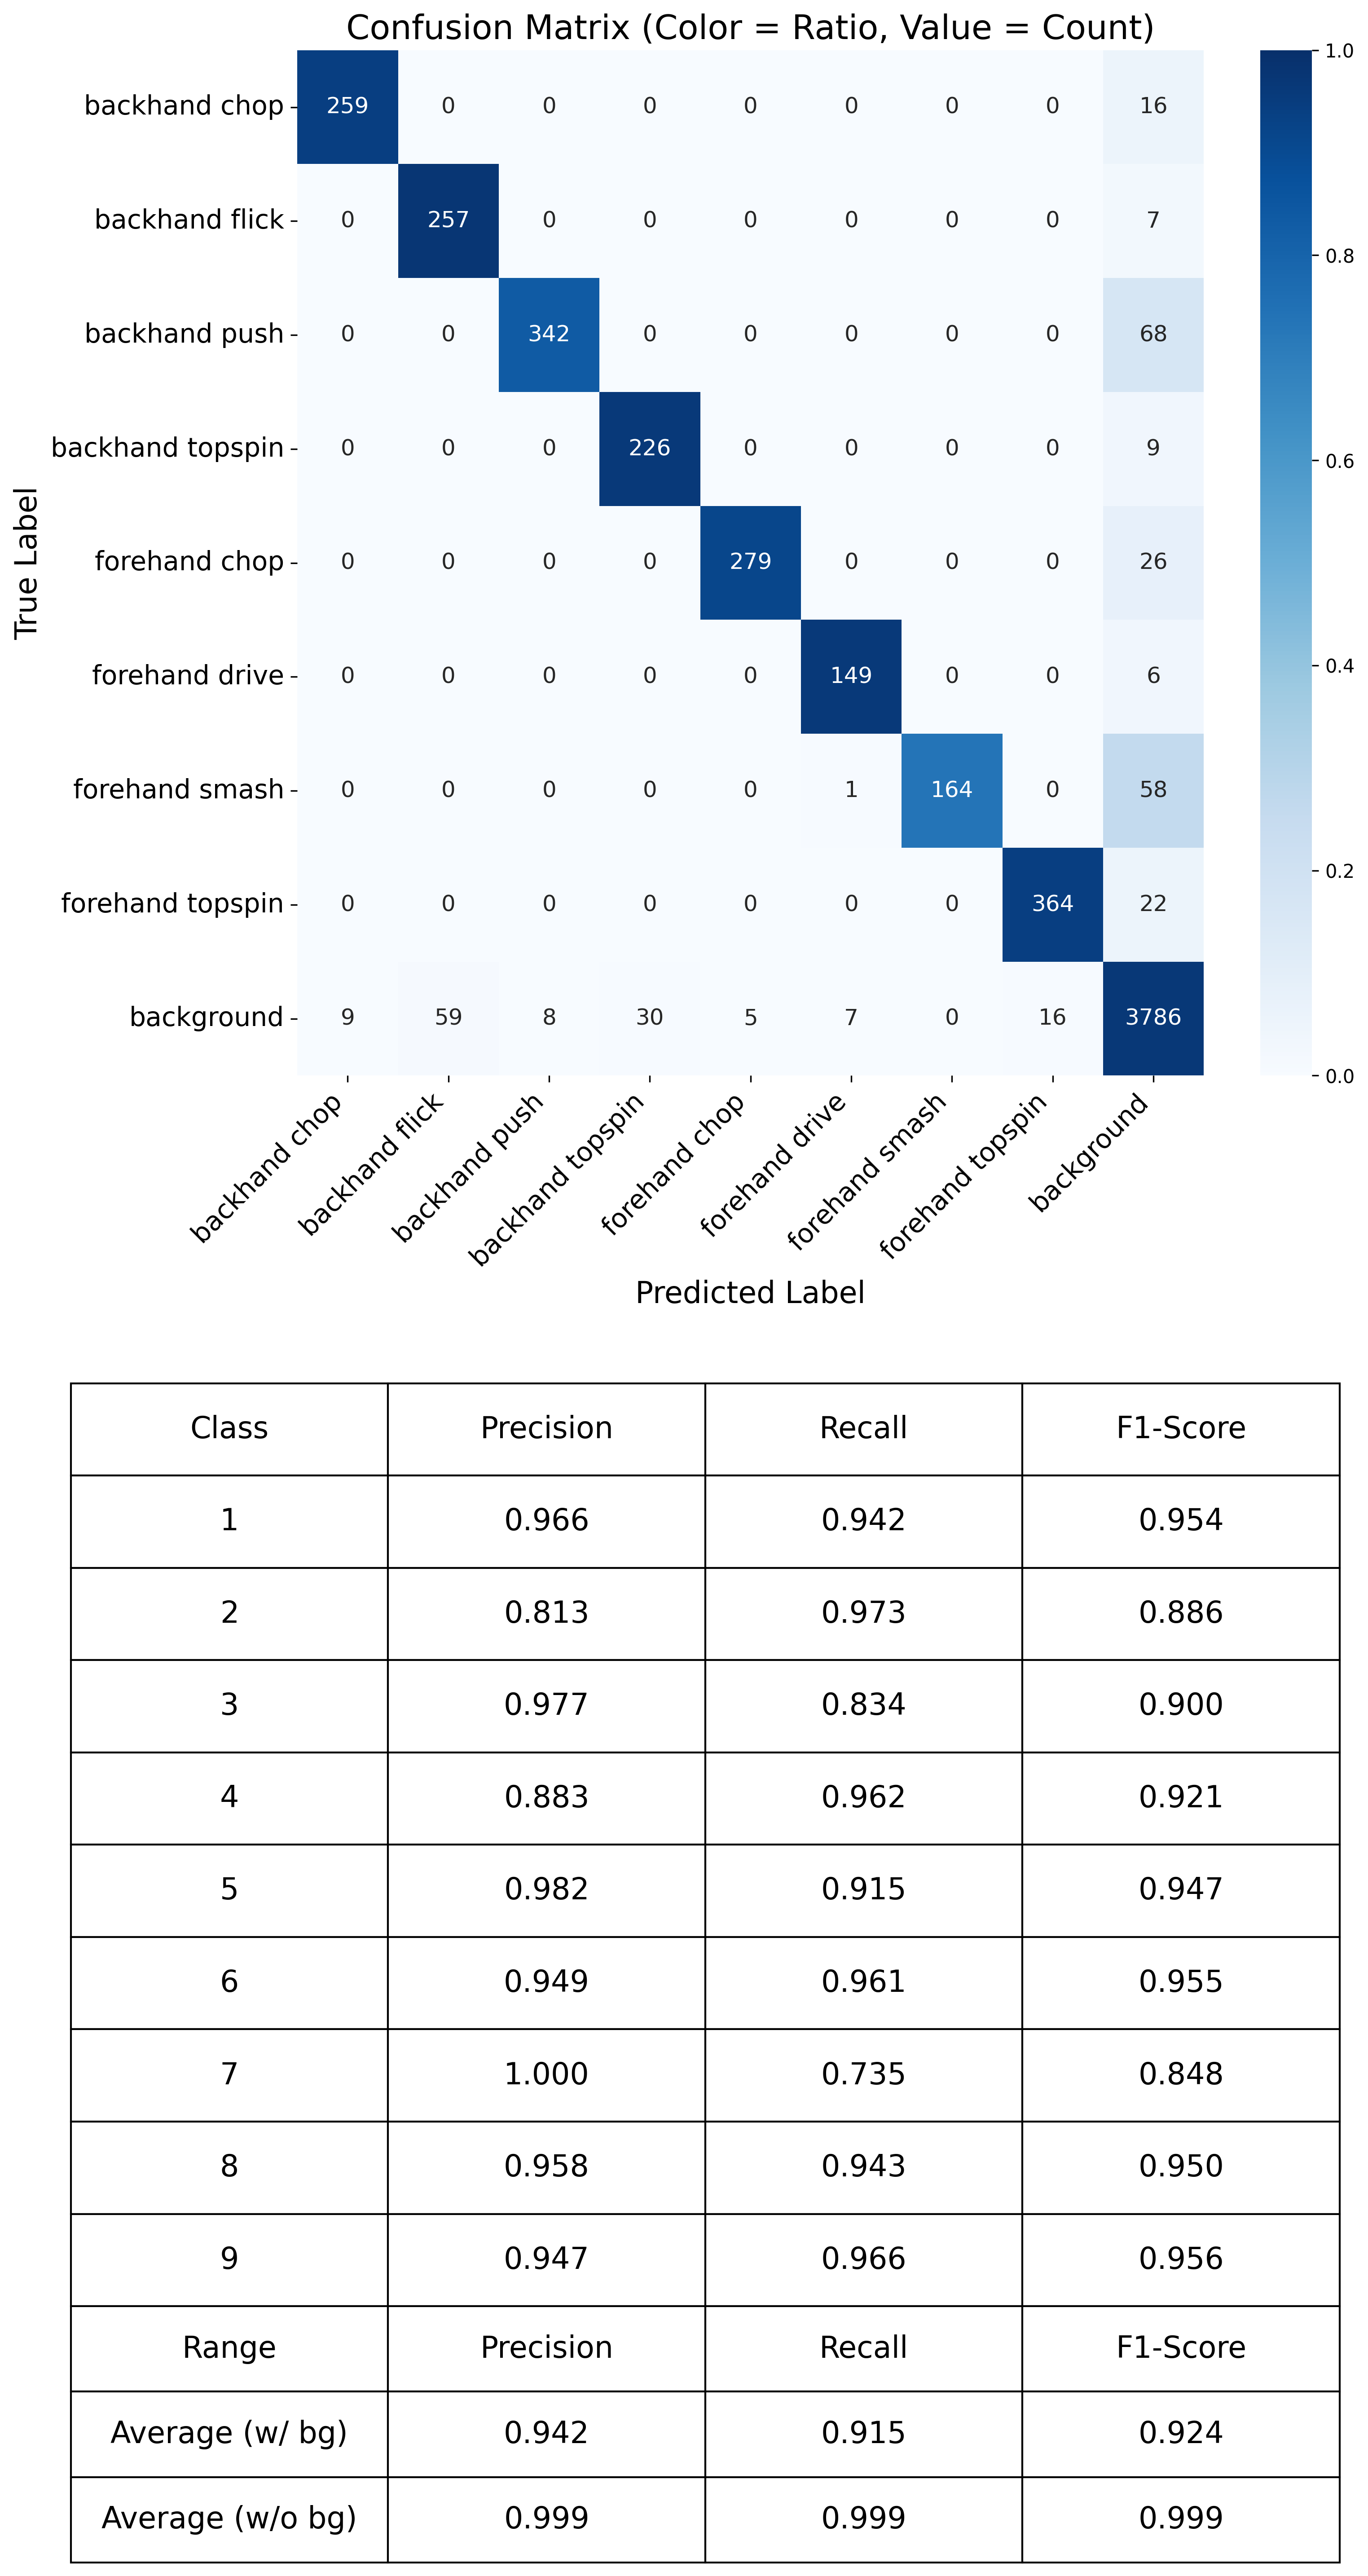 Confusion Matrix (Color = Ratio, Value = Count)
True Label
backhand chop 259 0 0 0 0 0 0 0 16
backhand flick 0 257 0 0 0 0 0 0 7
backhand push 0 0 342 0 0 0 0 0 68
backhand topspin 0 0 0 226 0 0 0 0 9
forehand chop 0 0 0 0 279 0 0 0 26
forehand drive 0 0 0 0 0 149 0 0 6
forehand smash 0 0 0 0 0 1 164 0 58
forehand topspin 0 0 0 0 0 0 0 364 22
background 9 59 8 30 5 7 0 16 3786
1.0
0.8
0.6
0.4
0.2
0.0
backhand chop
backhand flick
backhand push
backhand topspin
forehand chop
forehand drive
forehand smash
forehand topspin
background
Predicted Label
Class Precision Recall F1-Score
1 0.966 0.942 0.954
2 0.813 0.973 0.886
3 0.977 0.834 0.900
4 0.883 0.962 0.921
5 0.982 0.915 0.947
6 0.949 0.961 0.955
7 1.000 0.735 0.848
8 0.958 0.943 0.950
9 0.947 0.966 0.956
Range Precision Recall F1-Score
Average (w/ bg) 0.942 0.915 0.924
Average (w/o bg) 0.999 0.999 0.999